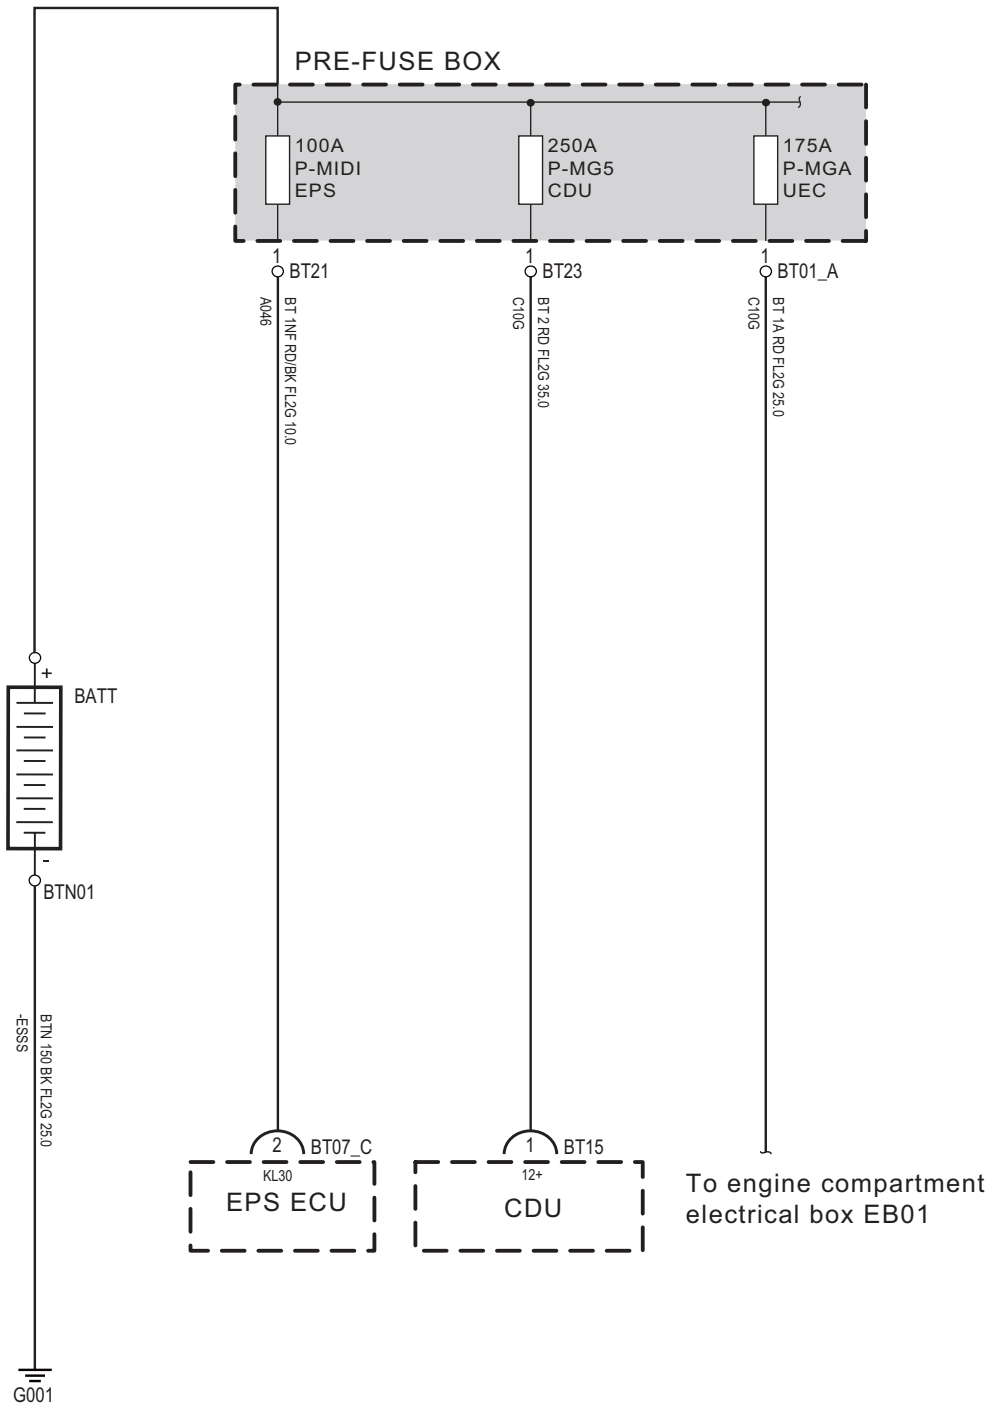 PRE-FUSE BOX
100A
P-MIDI
EPS
250A
P-MG5
CDU
175A
P-MGA
UEC
1
BT21
1
BT23
1
BT01_A
BT 1NF RD/BK FL2G 10.0
A046
BT 2 RD FL2G 35.0
C10G
BT 1A RD FL2G 25.0
C10G
+
BATT
-
BTN01
BTN 150 BK FL2G 25.0
-ESSS
2
BT07_C
KL30
EPS ECU
1
BT15
12+
CDU
To engine compartment
electrical box EB01
G001